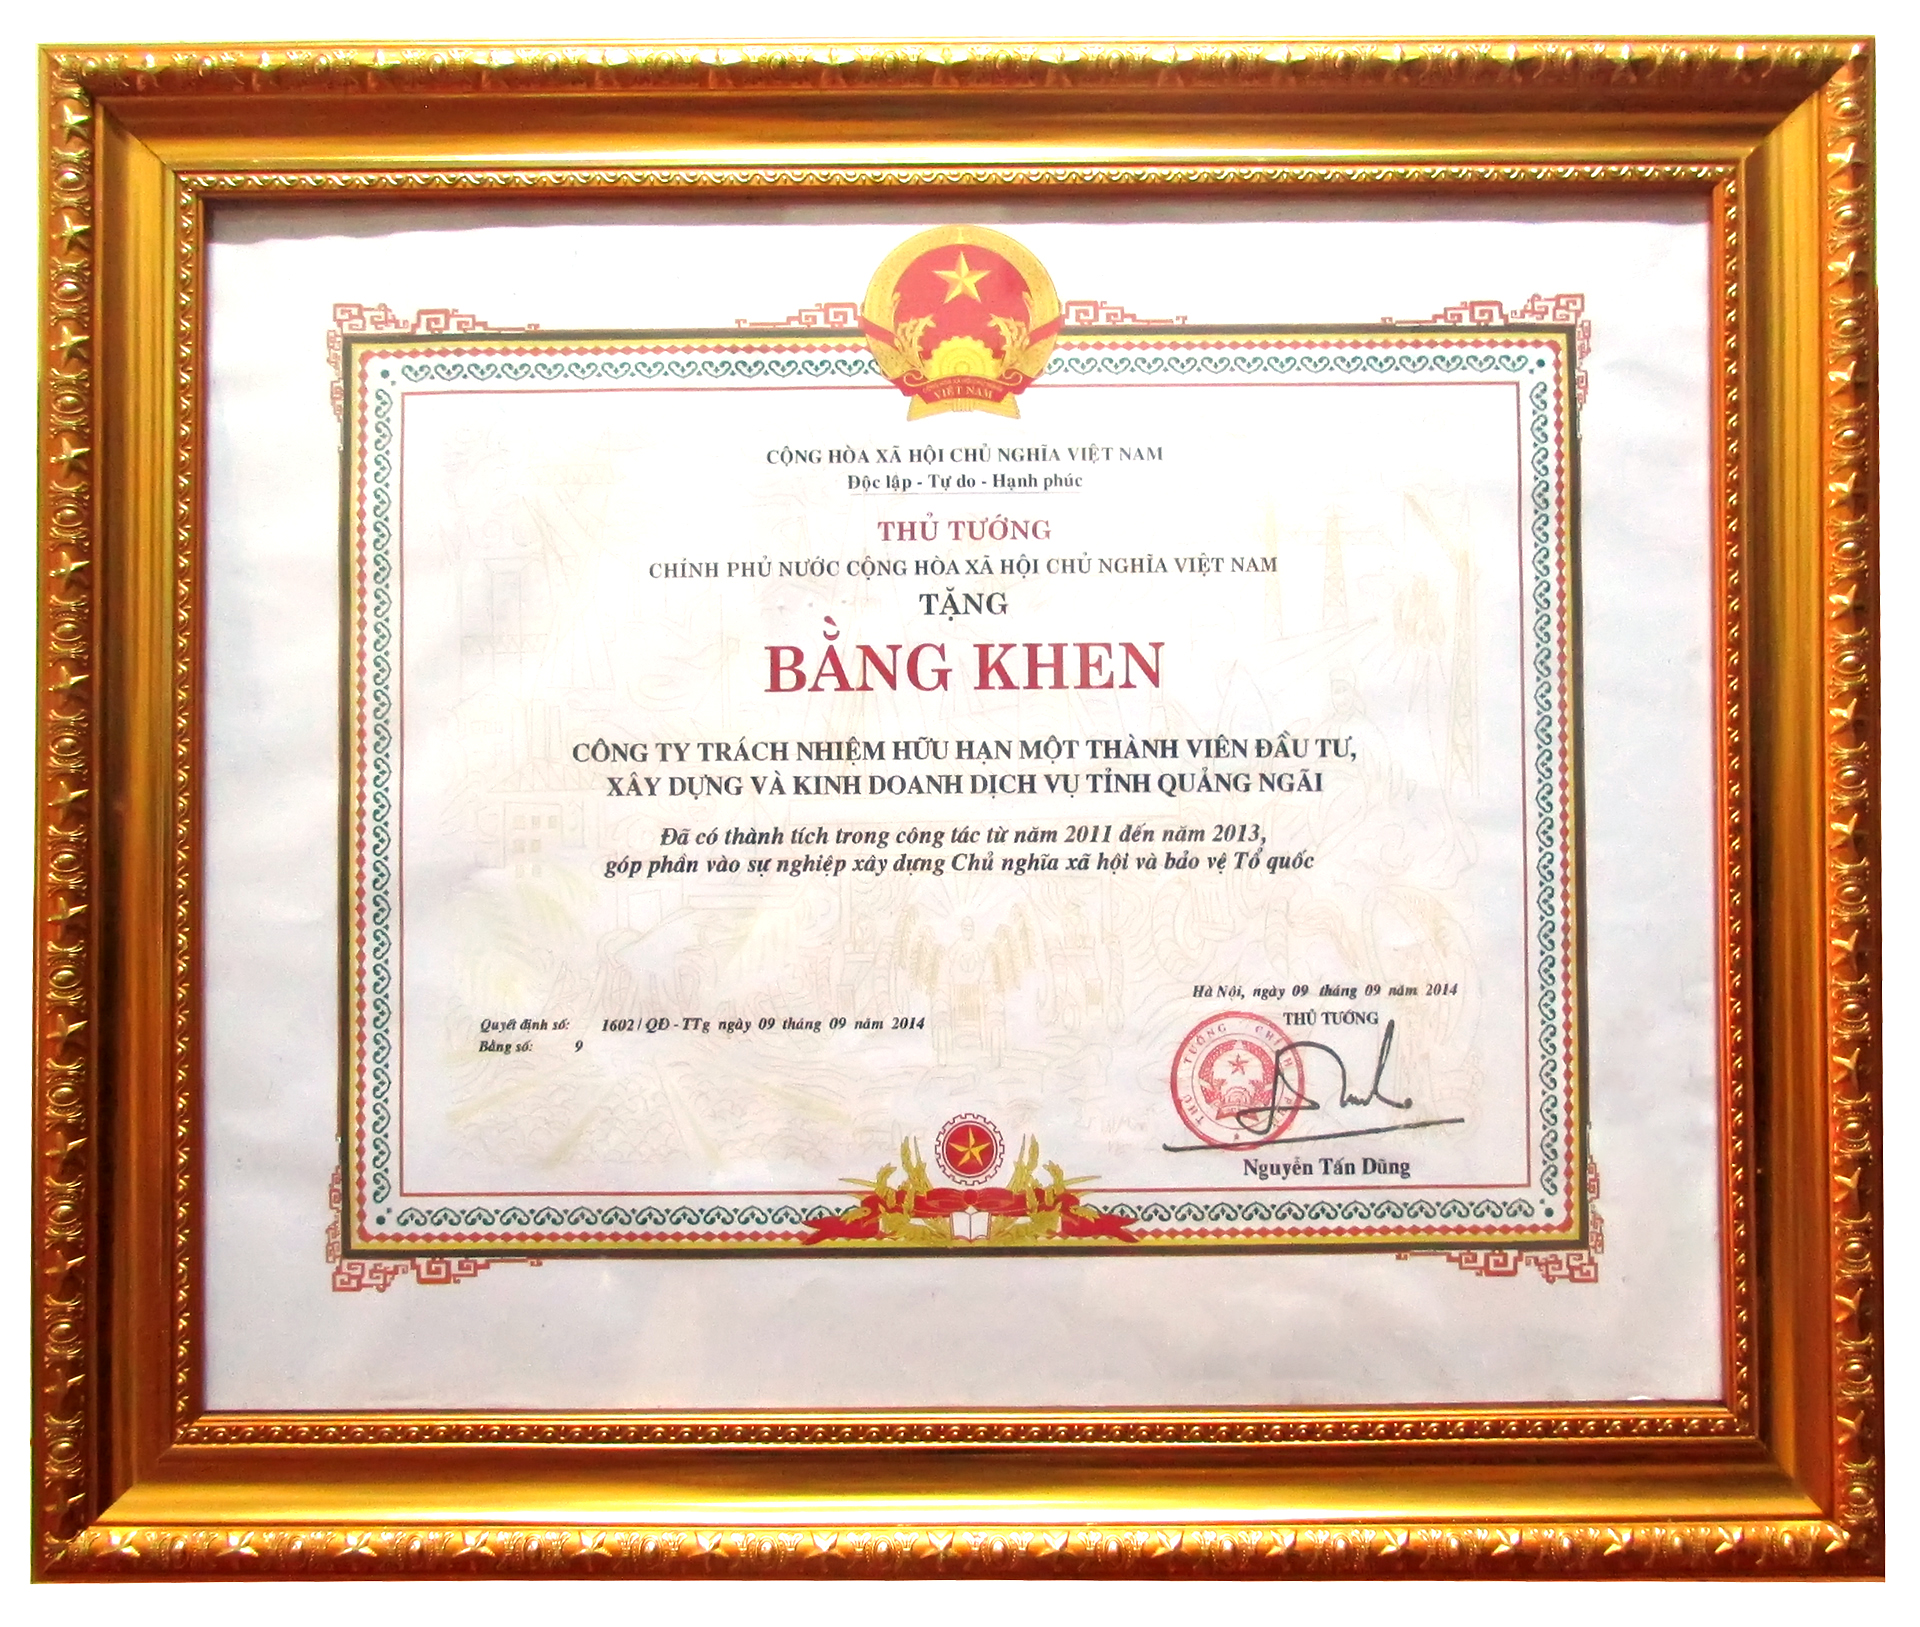 VIỆT NAM
CỘNG HÒA XÃ HỘI CHỦ NGHĨA VIỆT NAM
Độc lập - Tự do - Hạnh phúc
THỦ TƯỚNG
CHÍNH PHỦ NƯỚC CỘNG HÒA XÃ HỘI CHỦ NGHĨA VIỆT NAM
TẶNG
BẰNG KHEN
CÔNG TY TRÁCH NHIỆM HỮU HẠN MỘT THÀNH VIÊN ĐẦU TƯ,
XÂY DỰNG VÀ KINH DOANH DỊCH VỤ TỈNH QUẢNG NGÃI
Đã có thành tích trong công tác từ năm 2011 đến năm 2013,
góp phần vào sự nghiệp xây dựng Chủ nghĩa xã hội và bảo vệ Tổ quốc
Hà Nội, ngày 09 tháng 09 năm 2014
THỦ TƯỚNG
Quyết định số: 1602 / QĐ - TTg ngày 09 tháng 09 năm 2014
Bằng số: 9
THỦ TƯỚNG CHÍNH
Nguyễn Tấn Dũng